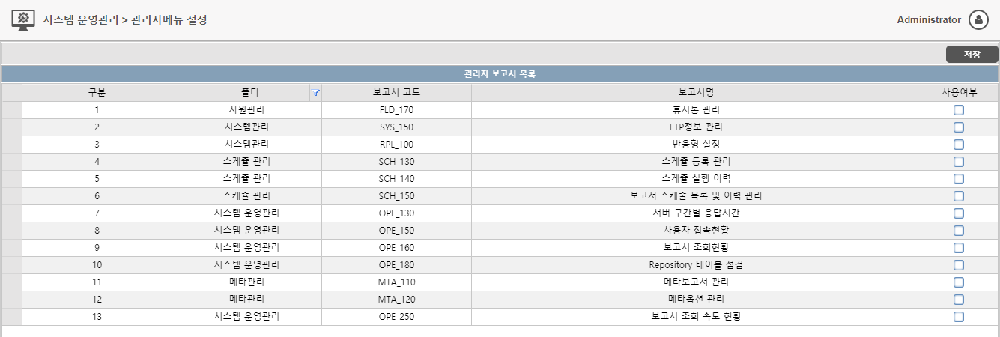 시스템 운영관리 > 관리자메뉴 설정 Administrator
저장
관리자 보고서 목록
구분 폴더 보고서 코드 보고서명 사용여부
1 자원관리 FLD_170 휴지통 관리
2 시스템관리 SYS_150 FTP정보 관리
3 시스템관리 RPL_100 반응형 설정
4 스케쥴 관리 SCH_130 스케쥴 등록 관리
5 스케쥴 관리 SCH_140 스케쥴 실행 이력
6 스케쥴 관리 SCH_150 보고서 스케줄 목록 및 이력 관리
7 시스템 운영관리 OPE_130 서버 구간별 응답시간
8 시스템 운영관리 OPE_150 사용자 접속현황
9 시스템 운영관리 OPE_160 보고서 조회현황
10 시스템 운영관리 OPE_180 Repository 테이블 점검
11 메타관리 MTA_110 메타보고서 관리
12 메타관리 MTA_120 메타옵션 관리
13 시스템 운영관리 OPE_250 보고서 조회 속도 현황